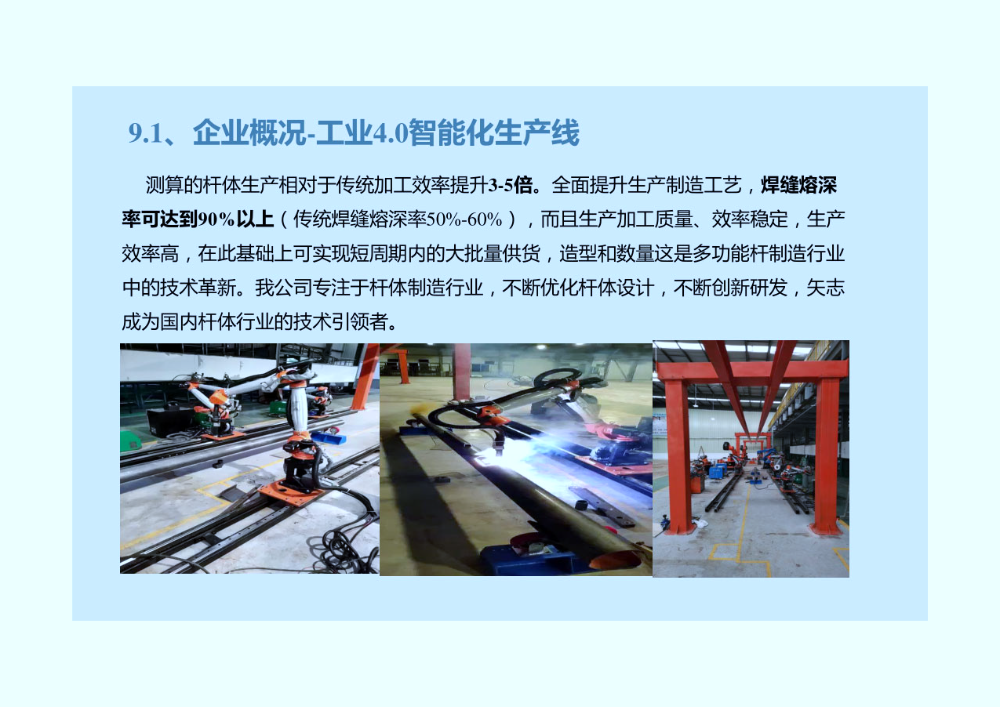 9.1、企业概况-工业4.0智能化生产线
测算的杆体生产相对于传统加工效率提升3-5倍。全面提升生产制造工艺，焊缝熔深
率可达到90%以上（传统焊缝熔深率50%-60%），而且生产加工质量、效率稳定，生产
效率高，在此基础上可实现短周期内的大批量供货，造型和数量这是多功能杆制造行业
中的技术革新。我公司专注于杆体制造行业，不断优化杆体设计，不断创新研发，矢志
成为国内杆体行业的技术引领者。